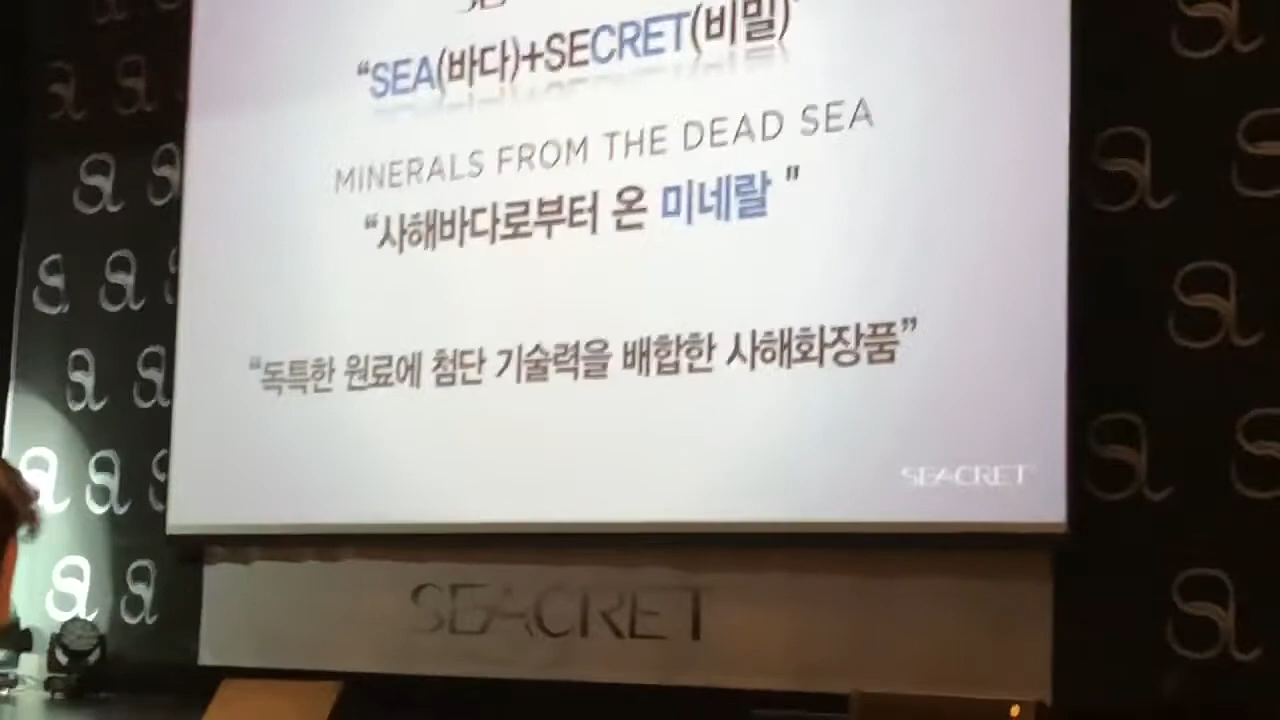 “SEA(바다)+SECRET(비밀)”
MINERALS FROM THE DEAD SEA
“사해바다로부터 온 미네랄 ”
“독특한 원료에 첨단 기술력을 배합한 사해화장품”
SEACRET
SEACRET